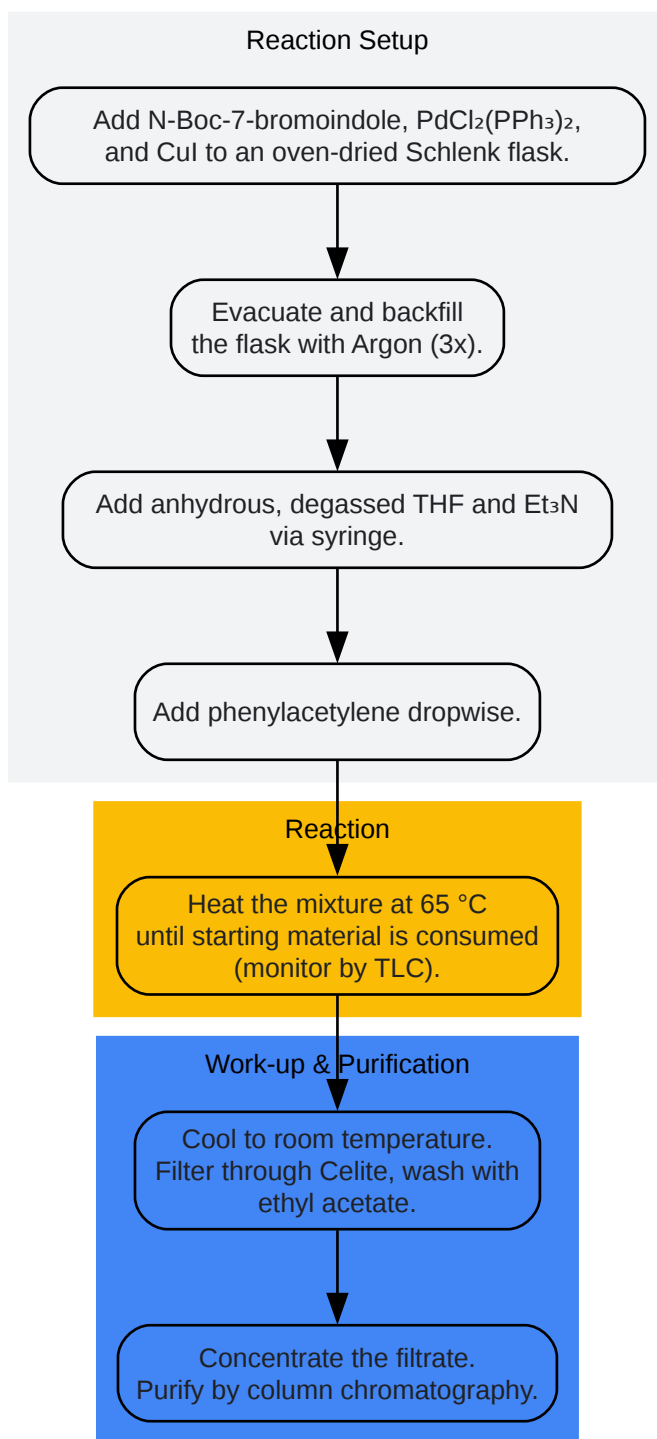 Reaction Setup
Add N-Boc-7-bromoindole, PdCl₂(PPh₃)₂,
and CuI to an oven-dried Schlenk flask.
Evacuate and backfill
the flask with Argon (3x).
Add anhydrous, degassed THF and Et₃N
via syringe.
Add phenylacetylene dropwise.
Reaction
Heat the mixture at 65 °C
until starting material is consumed
(monitor by TLC).
Work-up & Purification
Cool to room temperature.
Filter through Celite, wash with
ethyl acetate.
Concentrate the filtrate.
Purify by column chromatography.